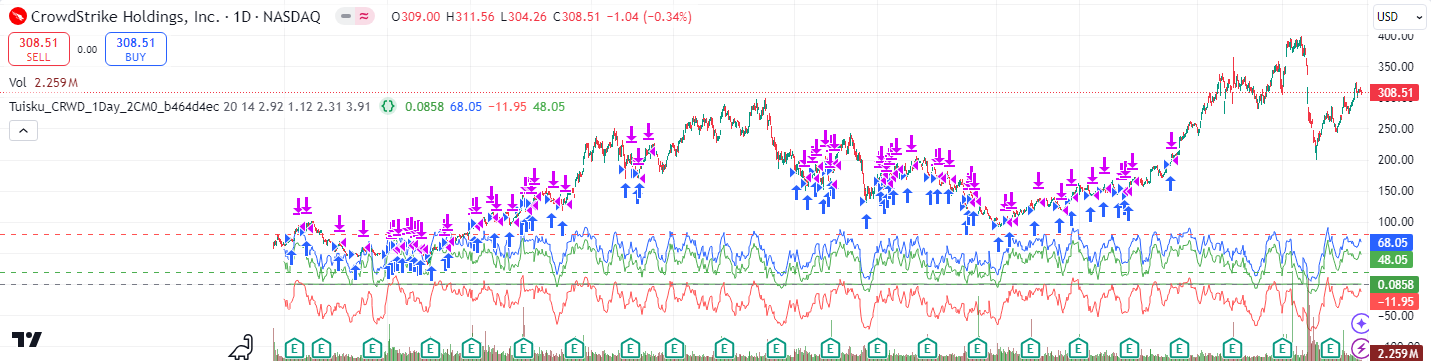 CrowdStrike Holdings, Inc. · 1D · NASDAQ O309.00 H311.56 L304.26 C308.51 −1.04 (−0.34%)
USD
308.51
SELL
0.00
308.51
BUY
Vol 2.259M
Tuisku_CRWD_1Day_2CM0_b464d4ec 20 14 2.92 1.12 2.31 3.91 0.0858 68.05 −11.95 48.05
400.00
350.00
308.51
250.00
200.00
150.00
100.00
68.05
48.05
0.0858
−11.95
−50.00
2.259M
E E E E E E E E E E E E E E E E E E E E E E